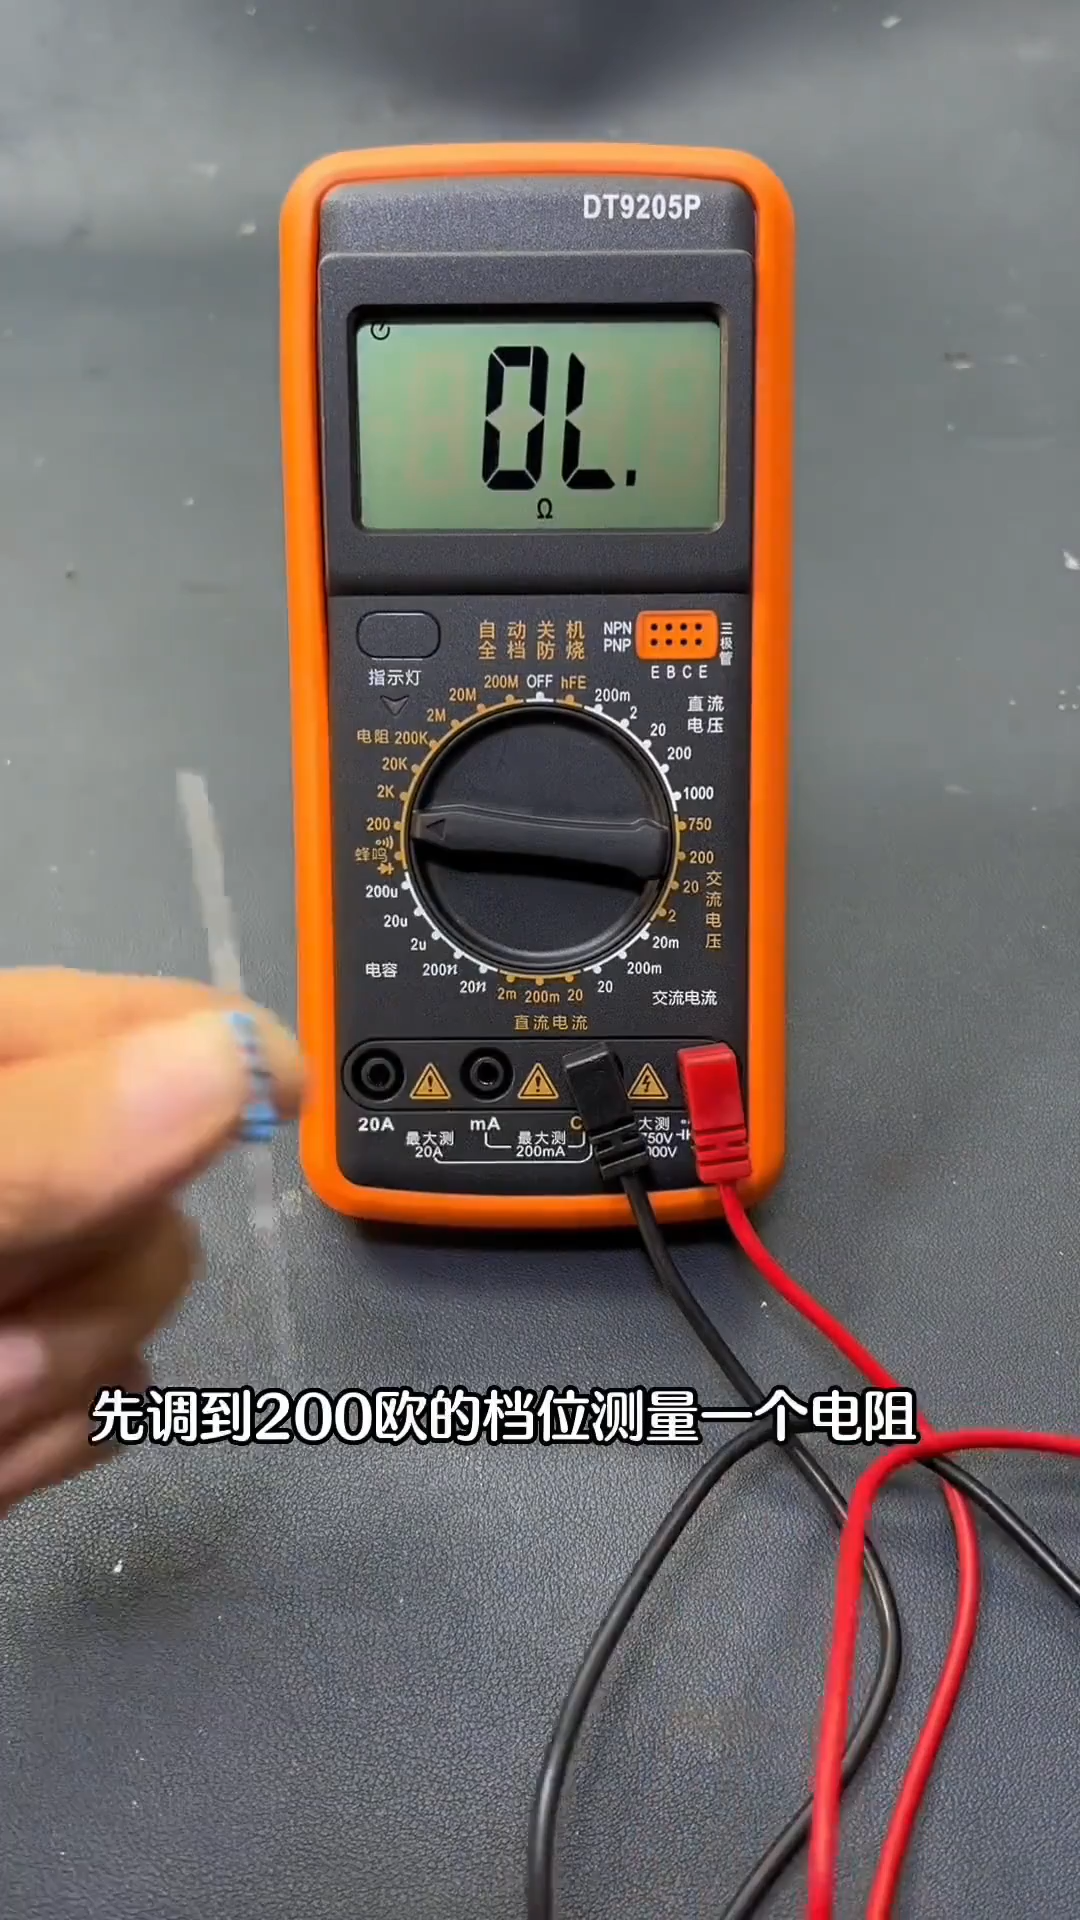 DT9205P
OL.
Ω
自动关机
全档防烧
NPN
PNP
三极管
E B C E
指示灯
OFF
hFE
200m
2
20
200
1000
直流
电压
750
200
20
2
交流电压
20m
200m
20
交流电流
20
200m
2m
直流电流
20n
200n
2u
20u
200u
电容
蜂鸣
200
2K
20K
电阻 200K
2M
20M
200M
20A
mA
C
最大测
20A
最大测
200mA
大测
750V
000V
先调到200欧的档位测量一个电阻